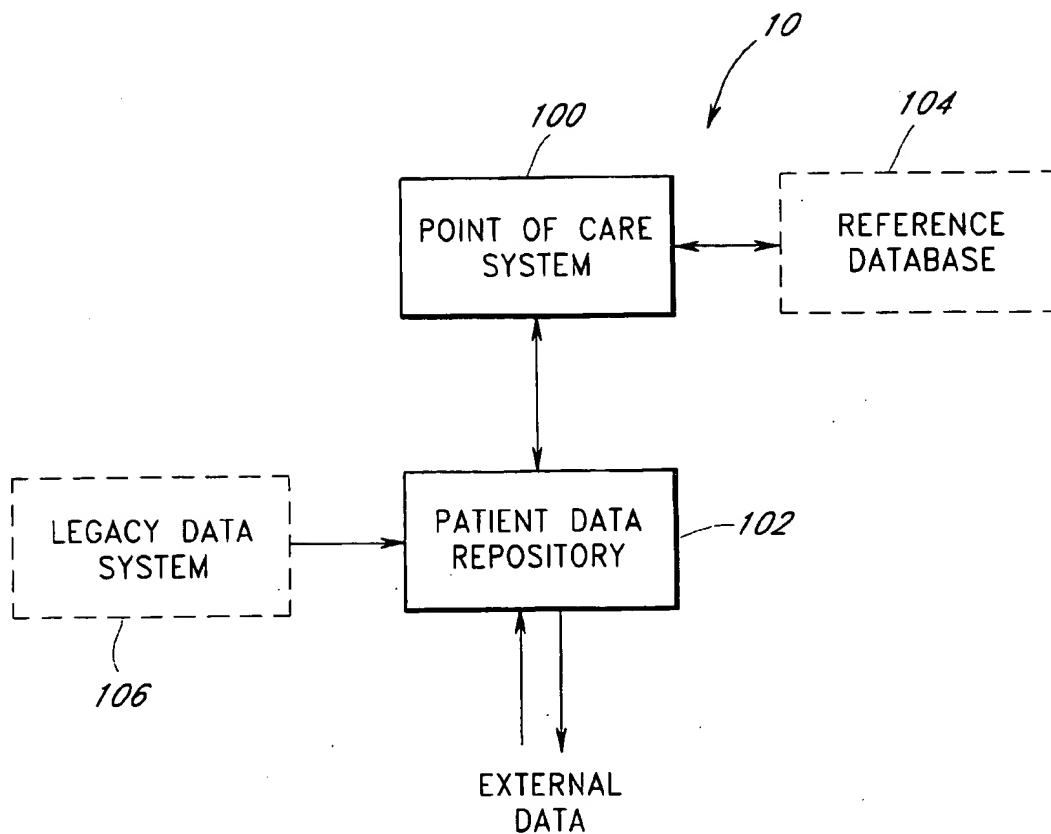 10
100
104
POINT OF CARE
SYSTEM
REFERENCE
DATABASE
LEGACY DATA
SYSTEM
PATIENT DATA
REPOSITORY
102
106
EXTERNAL
DATA